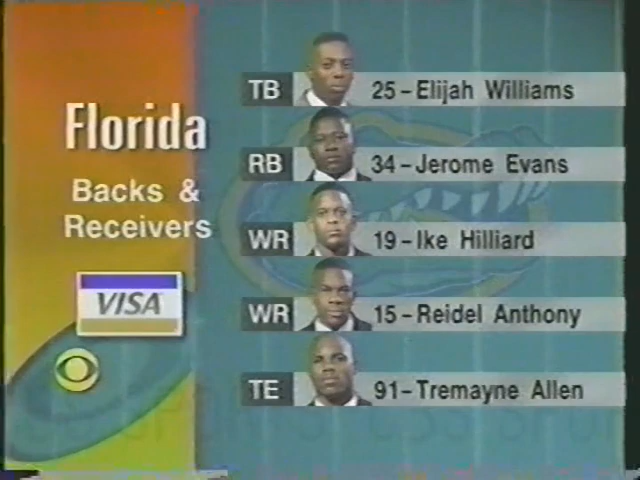 Florida
Backs &
Receivers
VISA
TB 25-Elijah Williams
RB 34-Jerome Evans
WR 19-Ike Hilliard
WR 15-Reidel Anthony
TE 91-Tremayne Allen